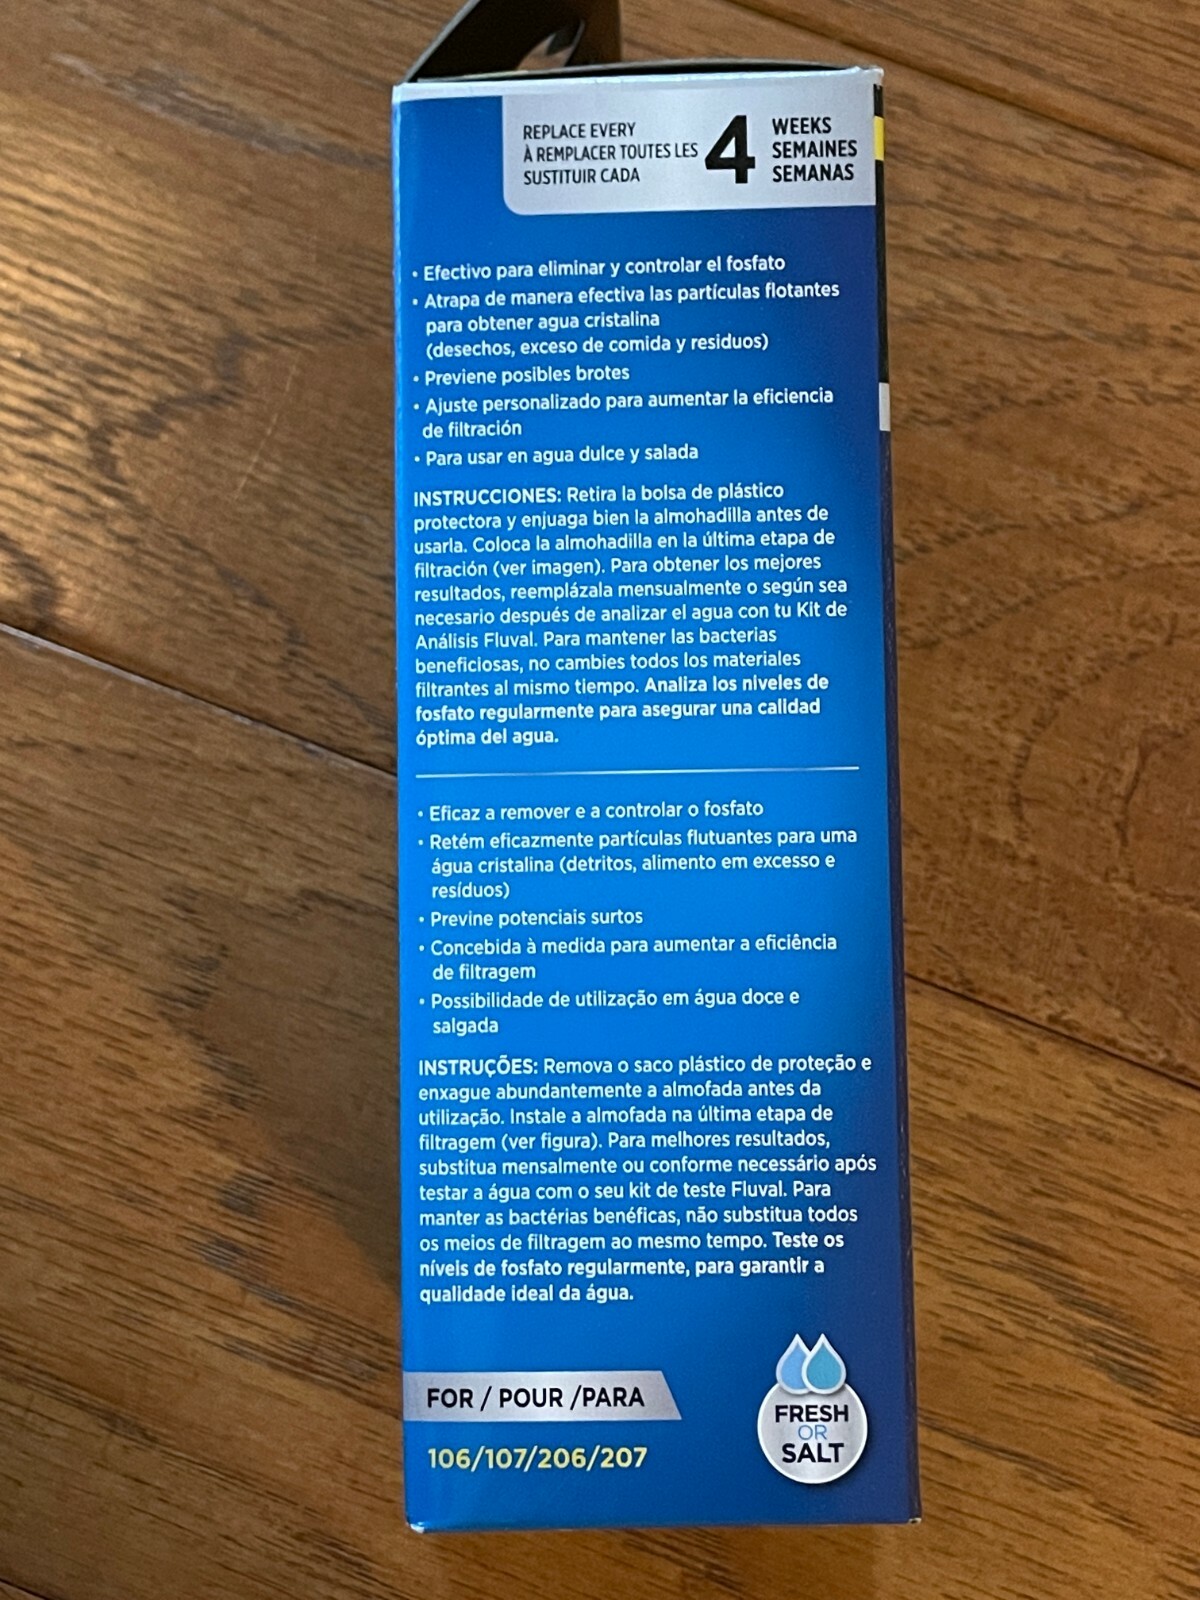 REPLACE EVERY
À REMPLACER TOUTES LES
SUSTITUIR CADA
4
WEEKS
SEMAINES
SEMANAS
• Efectivo para eliminar y controlar el fosfato
• Atrapa de manera efectiva las partículas flotantes
para obtener agua cristalina
(desechos, exceso de comida y residuos)
• Previene posibles brotes
• Ajuste personalizado para aumentar la eficiencia
de filtración
• Para usar en agua dulce y salada
INSTRUCCIONES: Retira la bolsa de plástico
protectora y enjuaga bien la almohadilla antes de
usarla. Coloca la almohadilla en la última etapa de
filtración (ver imagen). Para obtener los mejores
resultados, reemplázala mensualmente o según sea
necesario después de analizar el agua con tu Kit de
Análisis Fluval. Para mantener las bacterias
beneficiosas, no cambies todos los materiales
filtrantes al mismo tiempo. Analiza los niveles de
fosfato regularmente para asegurar una calidad
óptima del agua.
• Eficaz a remover e a controlar o fosfato
• Retém eficazmente partículas flutuantes para uma
água cristalina (detritos, alimento em excesso e
resíduos)
• Previne potenciais surtos
• Concebida à medida para aumentar a eficiência
de filtragem
• Possibilidade de utilização em água doce e
salgada
INSTRUÇÕES: Remova o saco plástico de proteção e
enxague abundantemente a almofada antes da
utilização. Instale a almofada na última etapa de
filtragem (ver figura). Para melhores resultados,
substitua mensalmente ou conforme necessário após
testar a água com o seu kit de teste Fluval. Para
manter as bactérias benéficas, não substitua todos
os meios de filtragem ao mesmo tempo. Teste os
níveis de fosfato regularmente, para garantir a
qualidade ideal da água.
FOR / POUR /PARA
106/107/206/207
FRESH
OR
SALT